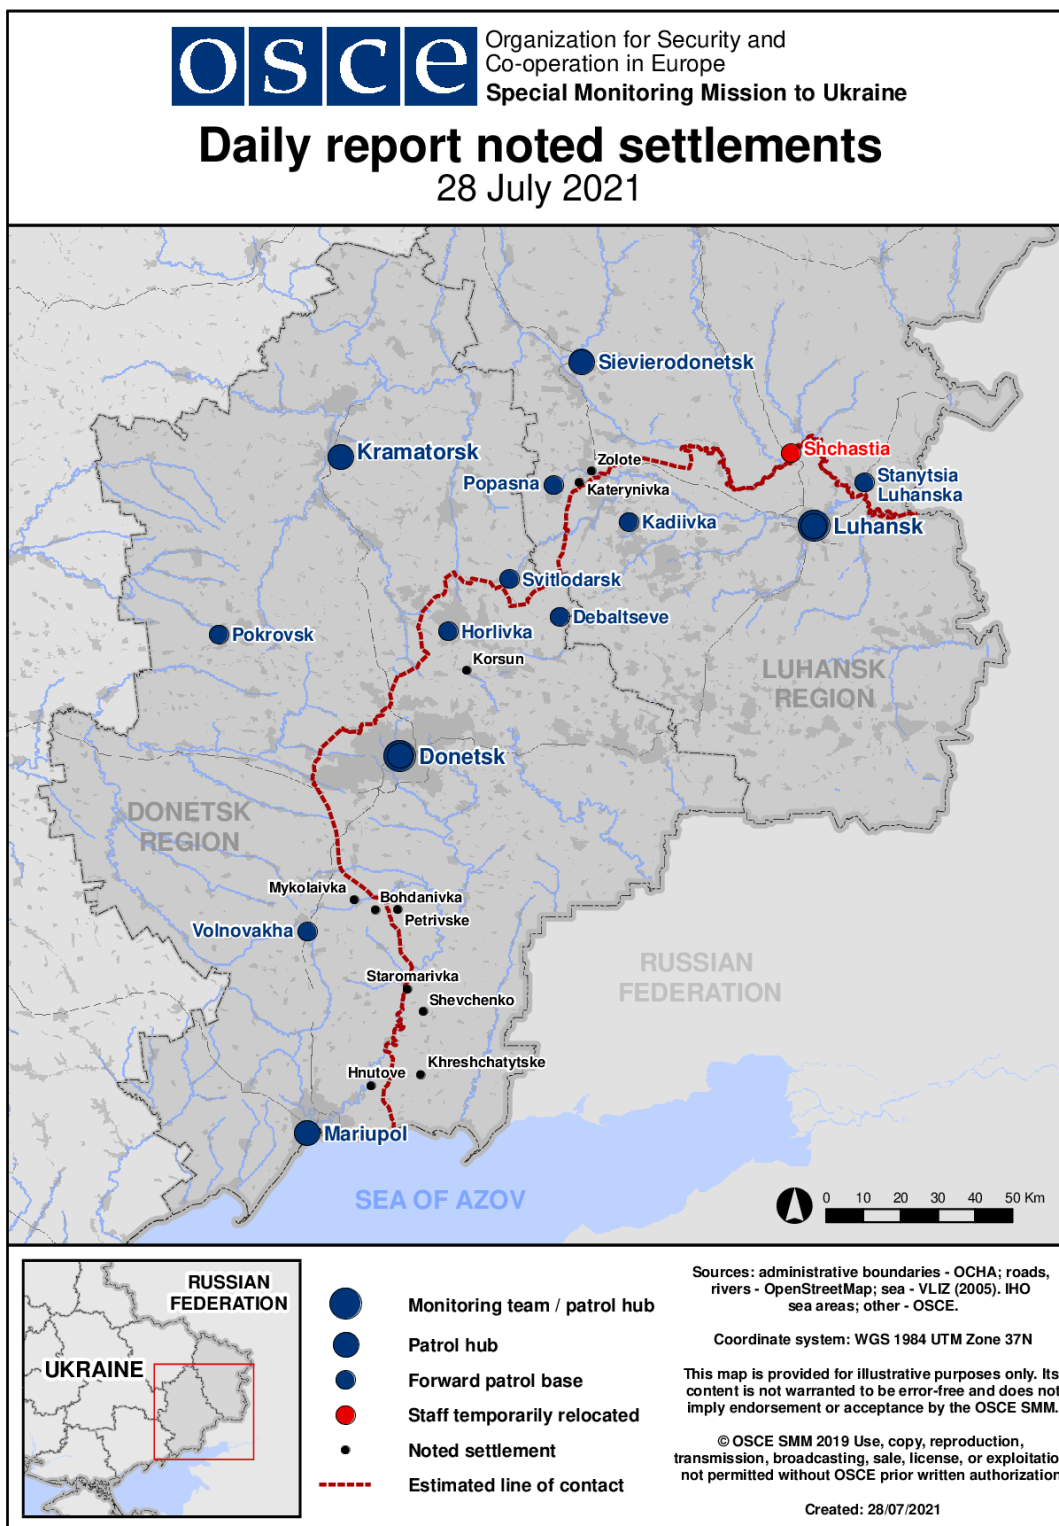 osce
Organization for Security and
Co-operation in Europe
Special Monitoring Mission to Ukraine
Daily report noted settlements
28 July 2021
Sievierodonetsk
Kramatorsk
Shchastia
Zolote
Popasna
Katerynivka
Stanytsia
Luhanska
Kadiivka
Luhansk
Svitlodarsk
Debaltseve
Pokrovsk
Horlivka
Korsun
LUHANSK
REGION
Donetsk
DONETSK
REGION
Mykolaivka
Bohdanivka
Petrivske
Volnovakha
Staromarivka
RUSSIAN
FEDERATION
Shevchenko
Hnutove
Khreshchatytske
Mariupol
SEA OF AZOV
0 10 20 30 40 50 Km
RUSSIAN
FEDERATION
UKRAINE
Monitoring team / patrol hub
Patrol hub
Forward patrol base
Staff temporarily relocated
Noted settlement
Estimated line of contact
Sources: administrative boundaries - OCHA; roads,
rivers - OpenStreetMap; sea - VLIZ (2005). IHO
sea areas; other - OSCE.
Coordinate system: WGS 1984 UTM Zone 37N
This map is provided for illustrative purposes only. Its
content is not warranted to be error-free and does not
imply endorsement or acceptance by the OSCE SMM.
© OSCE SMM 2019 Use, copy, reproduction,
transmission, broadcasting, sale, license, or exploitatio
not permitted without OSCE prior written authorization
Created: 28/07/2021